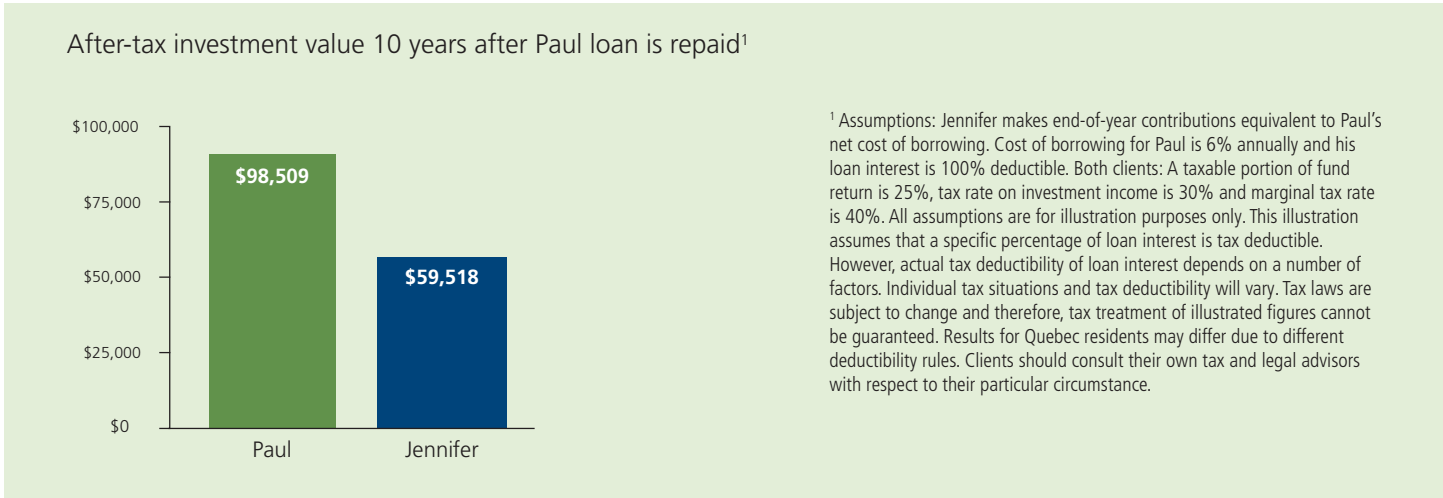 After-tax investment value 10 years after Paul loan is repaid¹
$100,000
$75,000
$50,000
$25,000
$0
$98,509
$59,518
Paul
Jennifer
¹ Assumptions: Jennifer makes end-of-year contributions equivalent to Paul's
net cost of borrowing. Cost of borrowing for Paul is 6% annually and his
loan interest is 100% deductible. Both clients: A taxable portion of fund
return is 25%, tax rate on investment income is 30% and marginal tax rate
is 40%. All assumptions are for illustration purposes only. This illustration
assumes that a specific percentage of loan interest is tax deductible.
However, actual tax deductibility of loan interest depends on a number of
factors. Individual tax situations and tax deductibility will vary. Tax laws are
subject to change and therefore, tax treatment of illustrated figures cannot
be guaranteed. Results for Quebec residents may differ due to different
deductibility rules. Clients should consult their own tax and legal advisors
with respect to their particular circumstance.